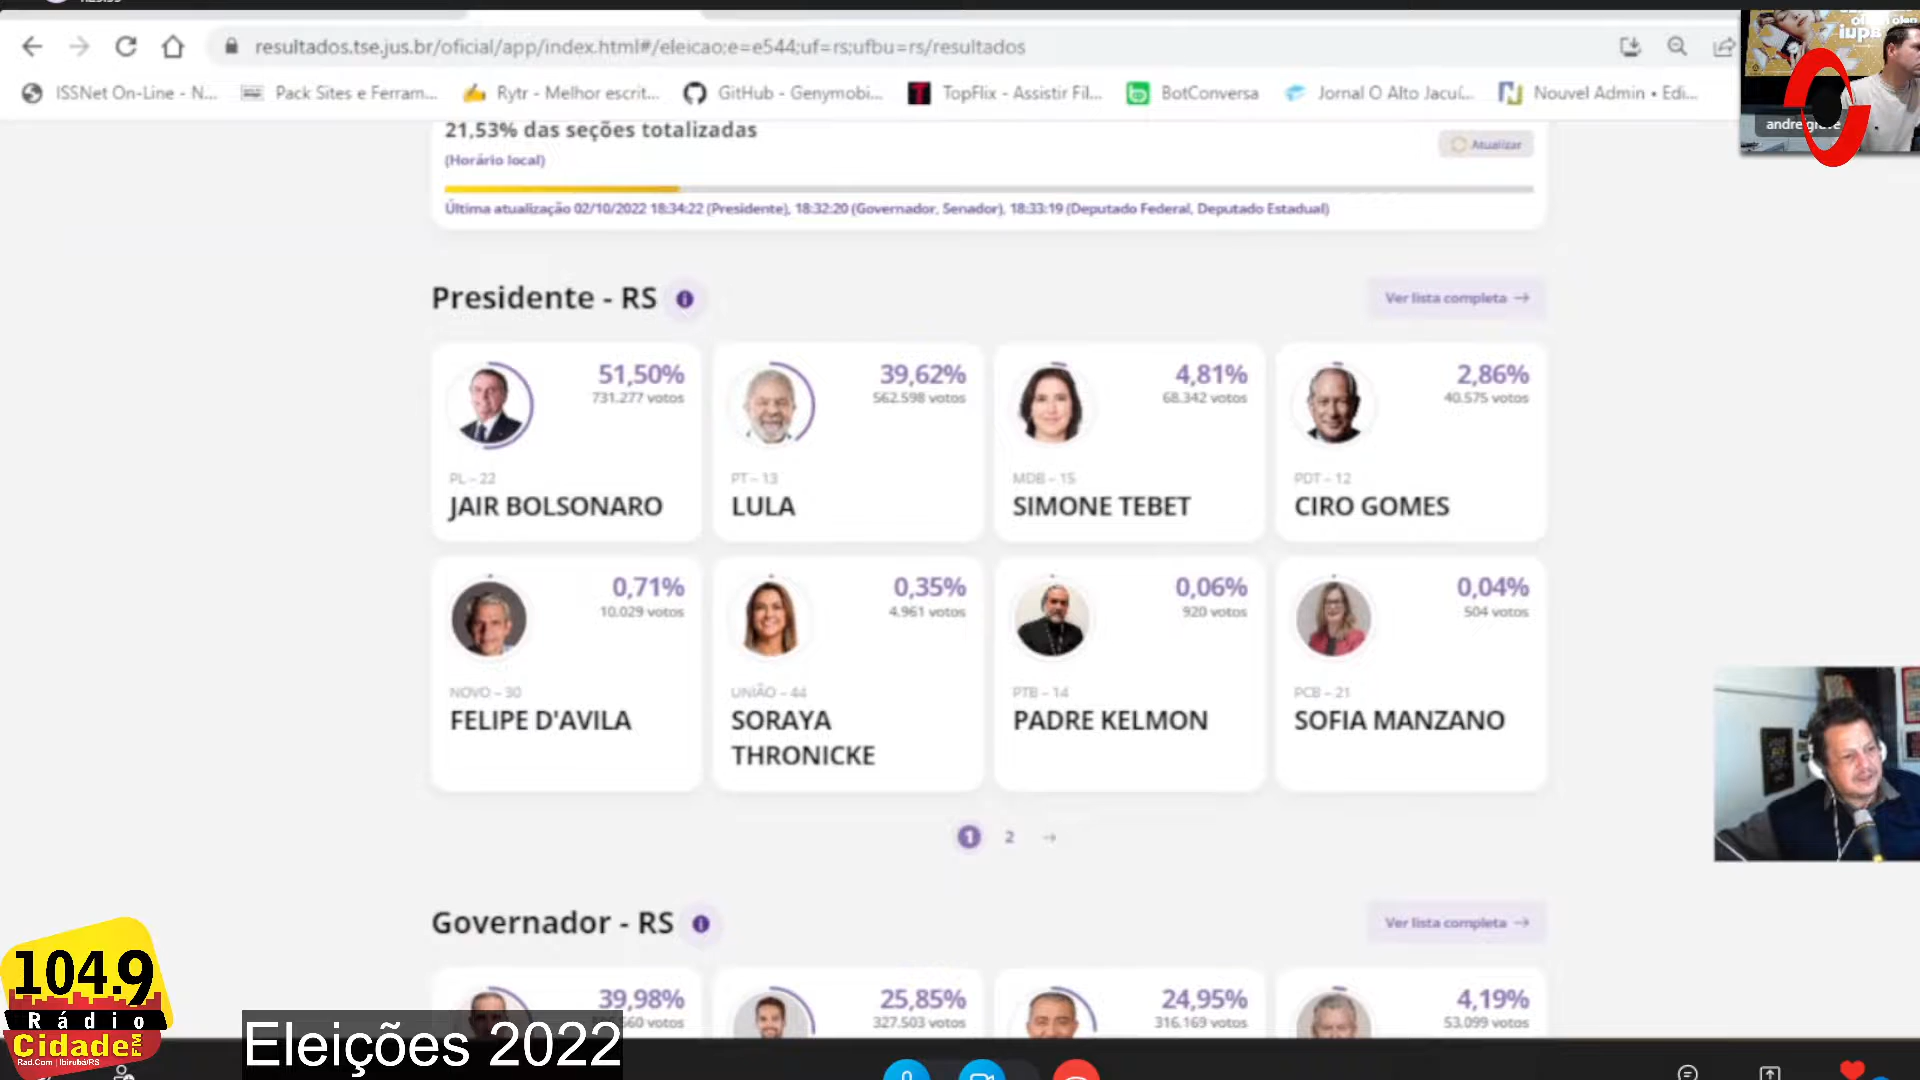 resultados.tse.jus.br/oficial/app/index.html#/eleicao;e=e544;uf=rs;ufbu=rs/resultados
ISSNet On-Line - N... Pack Sites e Ferram... Rytr - Melhor escrit... GitHub - Genymobi... TopFlix - Assistir Fil... BotConversa Jornal O Alto Jacuí... Nouvel Admin • Edi...
21,53% das seções totalizadas
(Horário local)
Atualizar
Última atualização 02/10/2022 18:34:22 (Presidente), 18:32:20 (Governador, Senador), 18:33:19 (Deputado Federal, Deputado Estadual)
Presidente - RS
Ver lista completa →
51,50%
731.277 votos
PL - 22
JAIR BOLSONARO
39,62%
562.598 votos
PT - 13
LULA
4,81%
68.342 votos
MDB - 15
SIMONE TEBET
2,86%
40.575 votos
PDT - 12
CIRO GOMES
0,71%
10.029 votos
NOVO - 30
FELIPE D'AVILA
0,35%
4.961 votos
UNIÃO - 44
SORAYA
THRONICKE
0,06%
920 votos
PTB - 14
PADRE KELMON
0,04%
504 votos
PCB - 21
SOFIA MANZANO
1 2 →
Governador - RS
Ver lista completa →
39,98%
25,85%
327.503 votos
24,95%
316.169 votos
4,19%
53.099 votos
104.9
Rádio
Cidade FM
Rad.Com | Ibirubá/RS
Eleições 2022